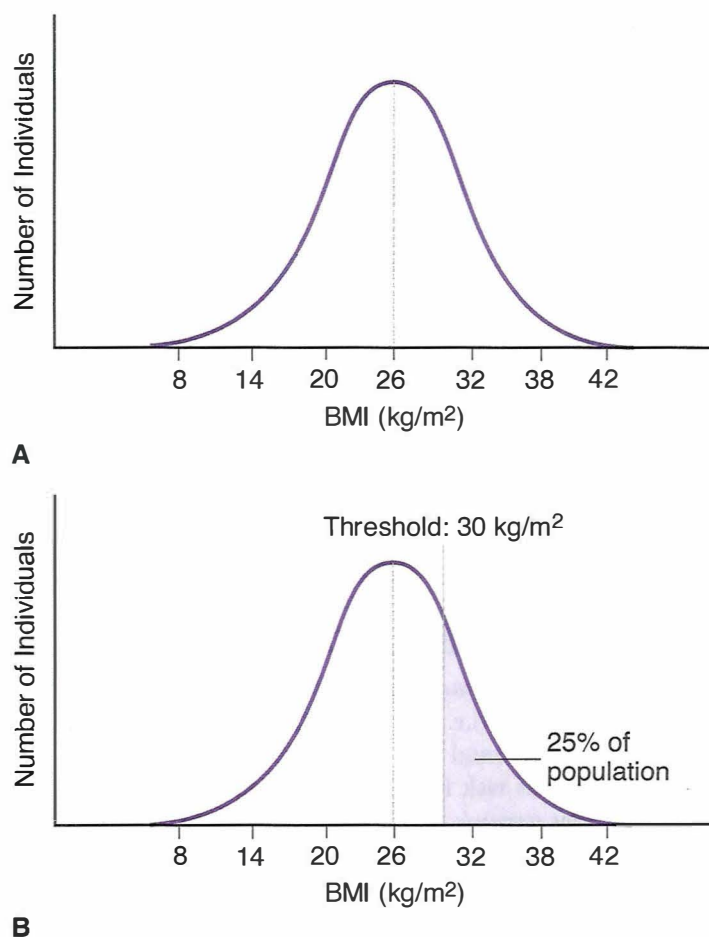 Number of Individuals
8 14 20 26 32 38 42
BMI (kg/m²)
A
Threshold: 30 kg/m²
Number of Individuals
25% of
population
8 14 20 26 32 38 42
BMI (kg/m²)
B